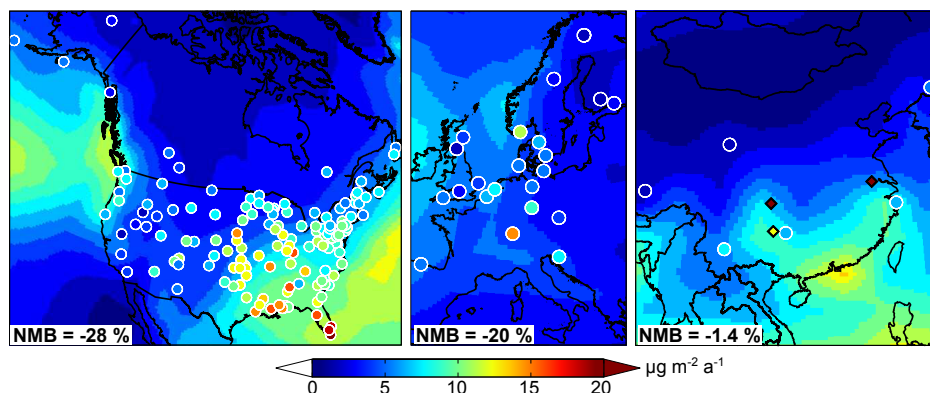 NMB = -28 %
NMB = -20 %
NMB = -1.4 %
0 5 10 15 20 µg m⁻² a⁻¹